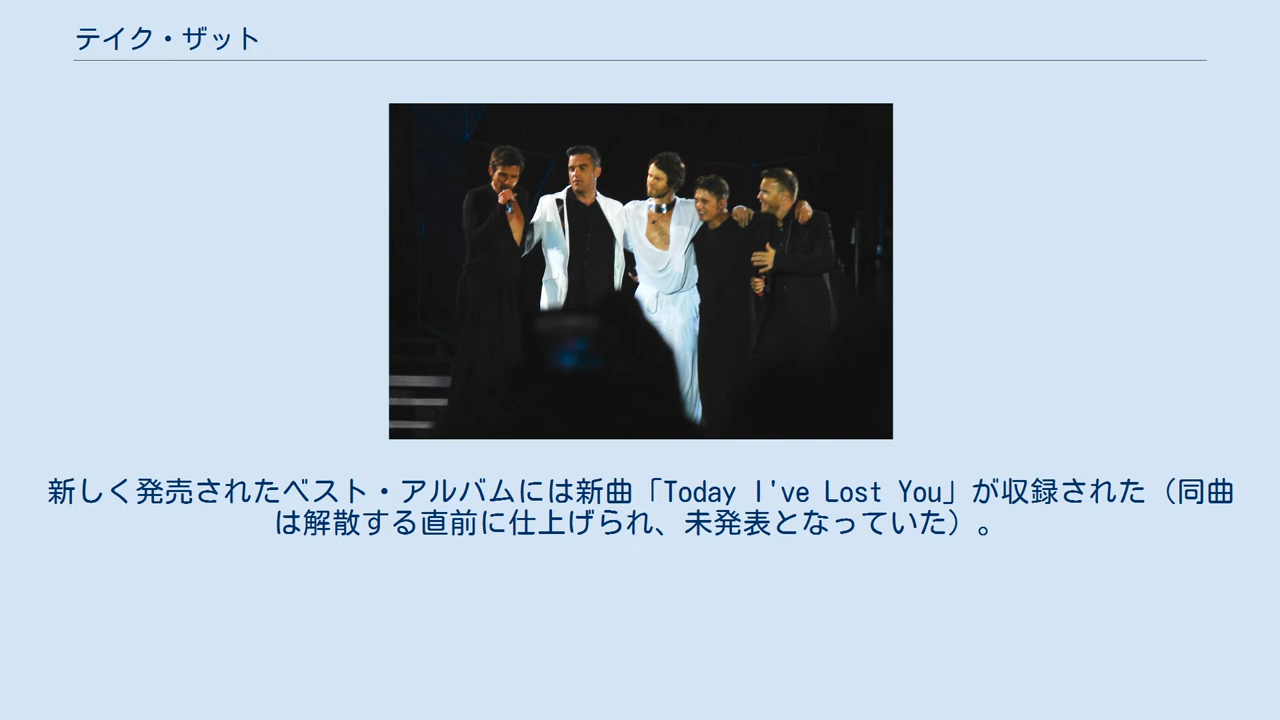 テイク・ザット
新しく発売されたベスト・アルバムには新曲「Today I've Lost You」が収録された（同曲
は解散する直前に仕上げられ、未発表となっていた）。